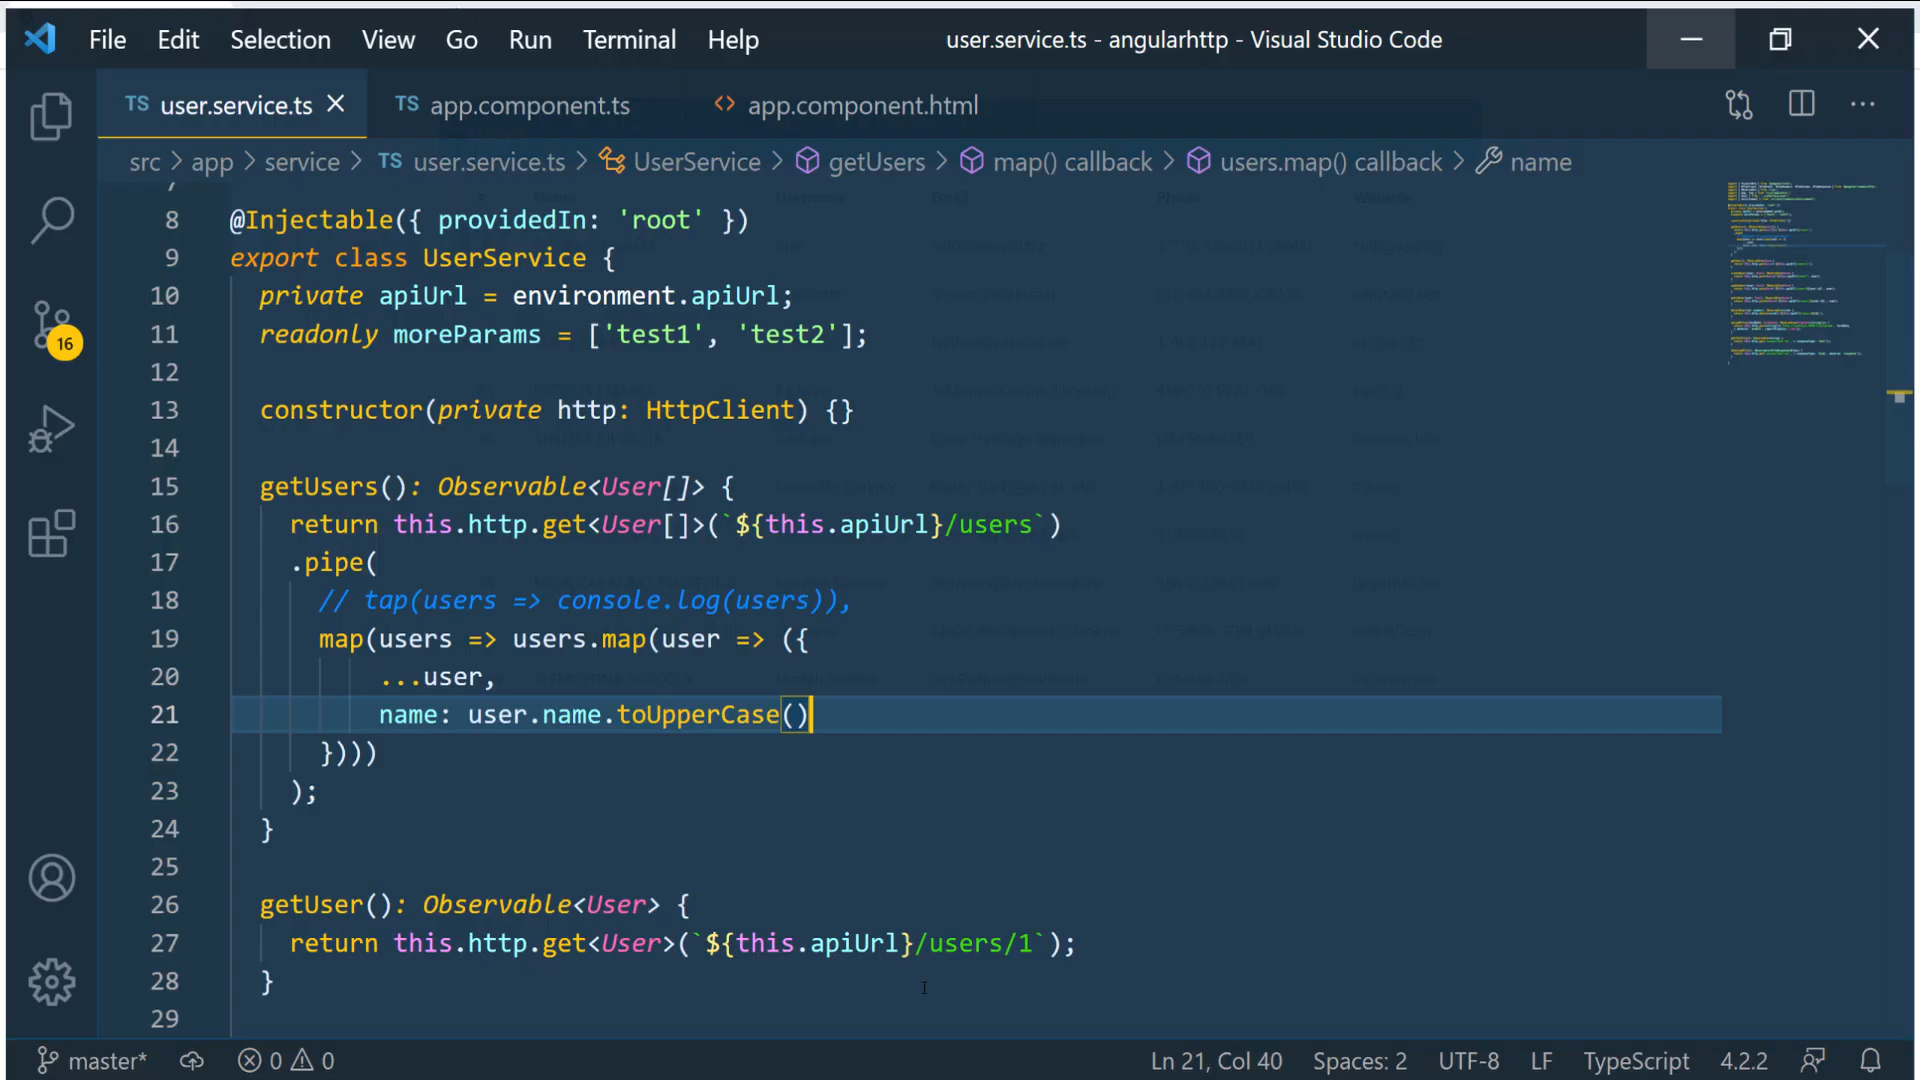 File Edit Selection View Go Run Terminal Help user.service.ts - angularhttp - Visual Studio Code
TS user.service.ts TS app.component.ts <> app.component.html
src > app > service > TS user.service.ts > UserService > getUsers > map() callback > users.map() callback > name
7
8 @Injectable({ providedIn: 'root' })
9 export class UserService {
10 private apiUrl = environment.apiUrl;
11 readonly moreParams = ['test1', 'test2'];
12
13 constructor(private http: HttpClient) {}
14
15 getUsers(): Observable<User[]> {
16 return this.http.get<User[]>(`${this.apiUrl}/users`)
17 .pipe(
18 // tap(users => console.log(users)),
19 map(users => users.map(user => ({
20 ...user,
21 name: user.name.toUpperCase()
22 })))
23 );
24 }
25
26 getUser(): Observable<User> {
27 return this.http.get<User>(`${this.apiUrl}/users/1`);
28 }
29
16
master* 0 0 Ln 21, Col 40 Spaces: 2 UTF-8 LF TypeScript 4.2.2